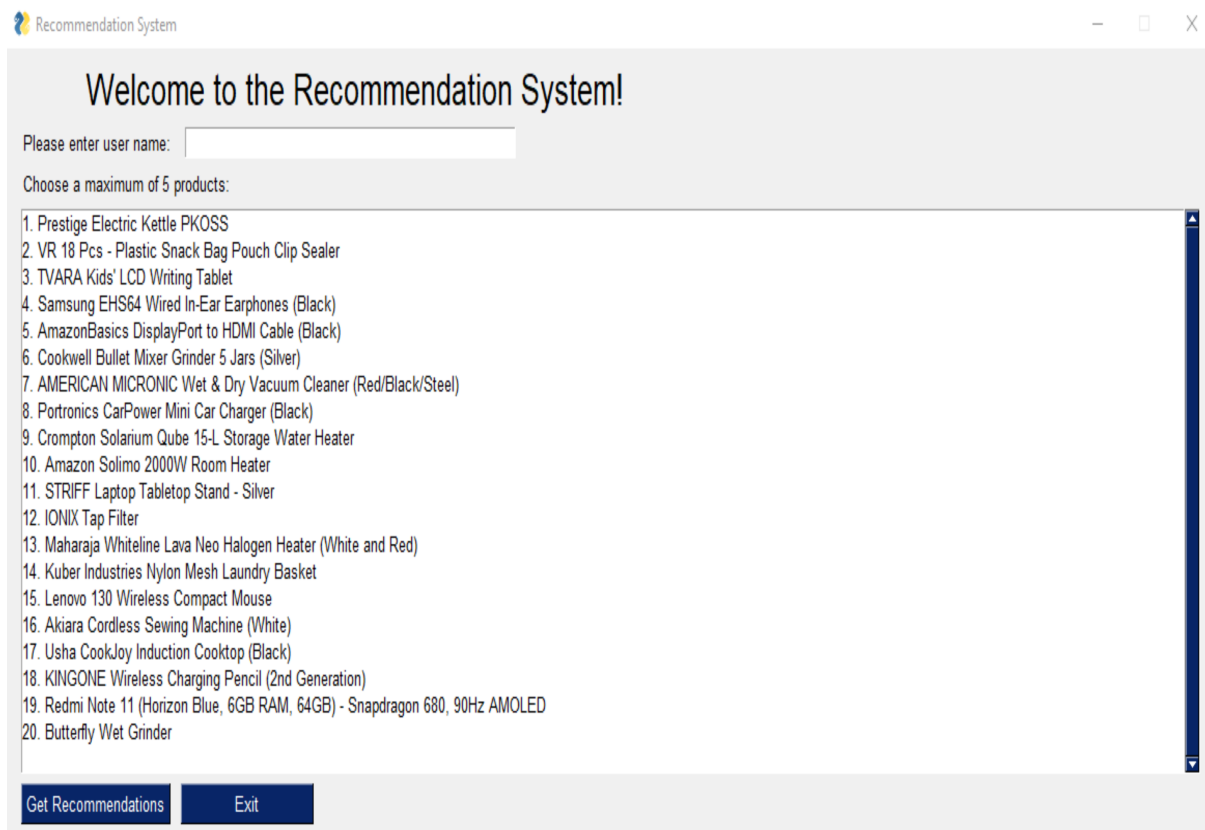 Recommendation System
Welcome to the Recommendation System!
Please enter user name:
Choose a maximum of 5 products:
1. Prestige Electric Kettle PKOSS
2. VR 18 Pcs - Plastic Snack Bag Pouch Clip Sealer
3. TVARA Kids' LCD Writing Tablet
4. Samsung EHS64 Wired In-Ear Earphones (Black)
5. AmazonBasics DisplayPort to HDMI Cable (Black)
6. Cookwell Bullet Mixer Grinder 5 Jars (Silver)
7. AMERICAN MICRONIC Wet & Dry Vacuum Cleaner (Red/Black/Steel)
8. Portronics CarPower Mini Car Charger (Black)
9. Crompton Solarium Qube 15-L Storage Water Heater
10. Amazon Solimo 2000W Room Heater
11. STRIFF Laptop Tabletop Stand - Silver
12. IONIX Tap Filter
13. Maharaja Whiteline Lava Neo Halogen Heater (White and Red)
14. Kuber Industries Nylon Mesh Laundry Basket
15. Lenovo 130 Wireless Compact Mouse
16. Akiara Cordless Sewing Machine (White)
17. Usha CookJoy Induction Cooktop (Black)
18. KINGONE Wireless Charging Pencil (2nd Generation)
19. Redmi Note 11 (Horizon Blue, 6GB RAM, 64GB) - Snapdragon 680, 90Hz AMOLED
20. Butterfly Wet Grinder
Get Recommendations
Exit